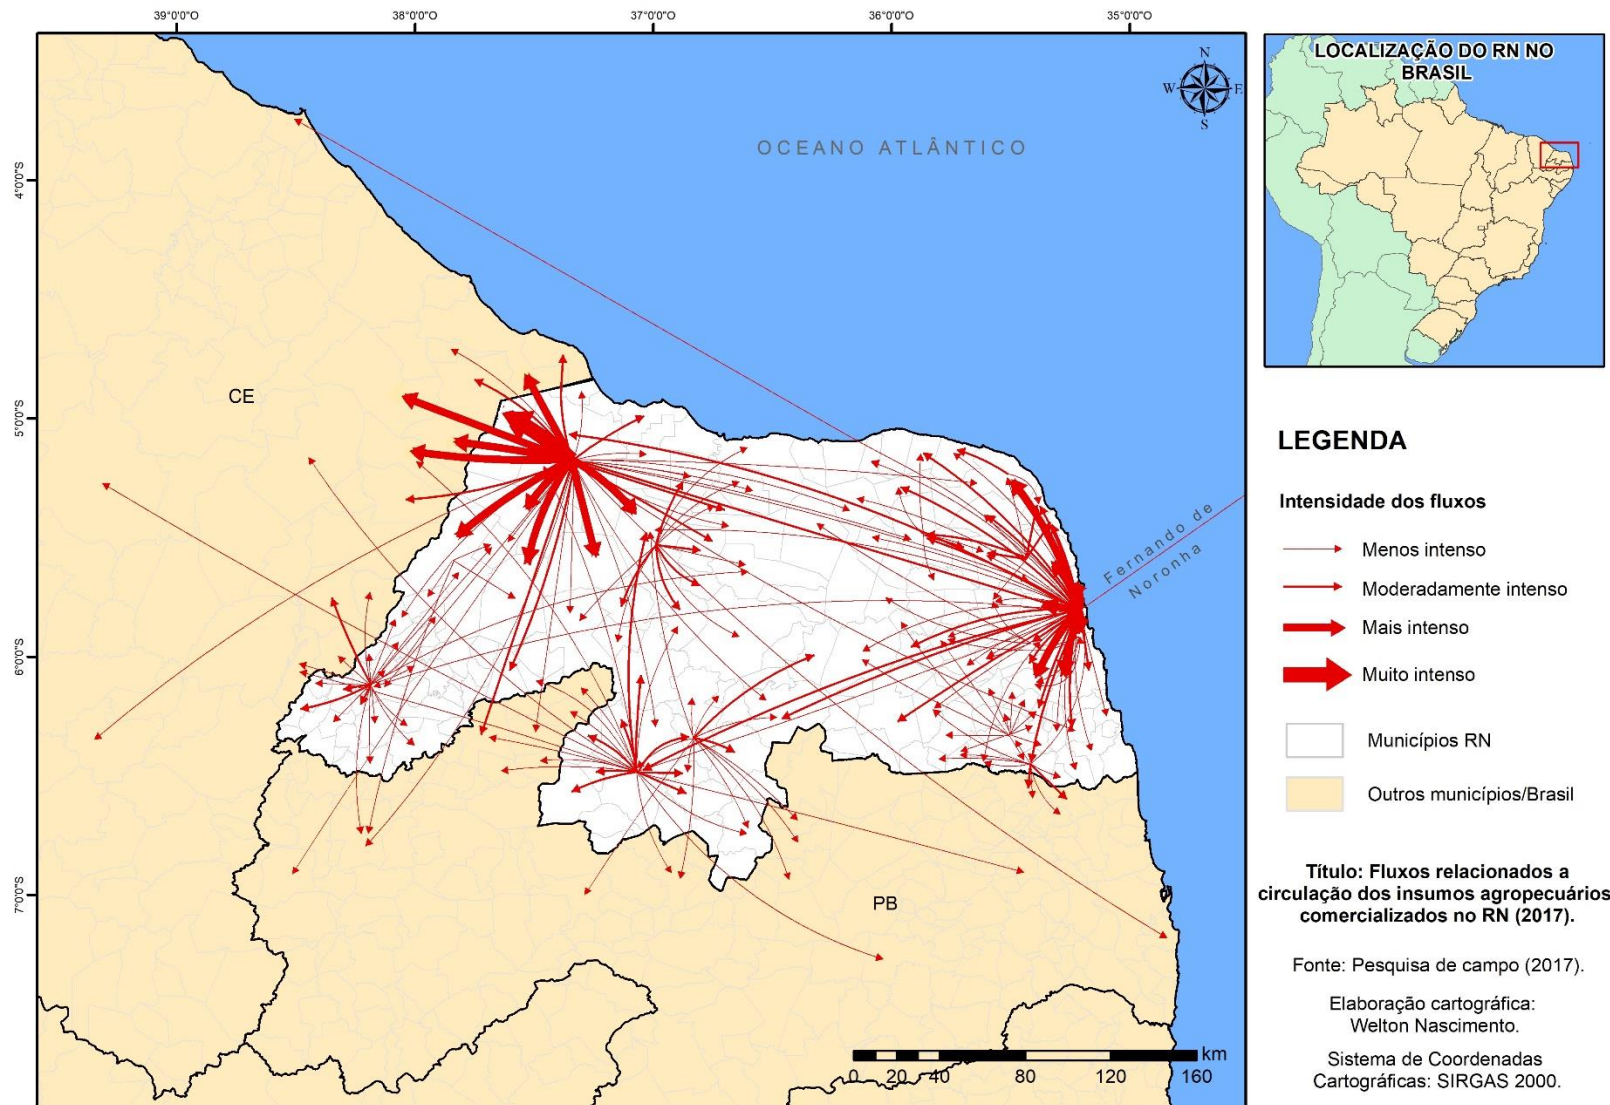 39°0'0"S
38°0'0"S
37°0'0"S
36°0'0"S
35°0'0"S
4°0'0"S
5°0'0"S
6°0'0"S
7°0'0"S
N
W
E
S
OCEANO ATLÂNTICO
CE
PB
Fernando de
Noronha
km
0 20 40 80 120 160
LOCALIZAÇÃO DO RN NO
BRASIL
LEGENDA
Intensidade dos fluxos
Menos intenso
Moderadamente intenso
Mais intenso
Muito intenso
Municípios RN
Outros municípios/Brasil
Título: Fluxos relacionados a
circulação dos insumos agropecuários
comercializados no RN (2017).
Fonte: Pesquisa de campo (2017).
Elaboração cartográfica:
Welton Nascimento.
Sistema de Coordenadas
Cartográficas: SIRGAS 2000.